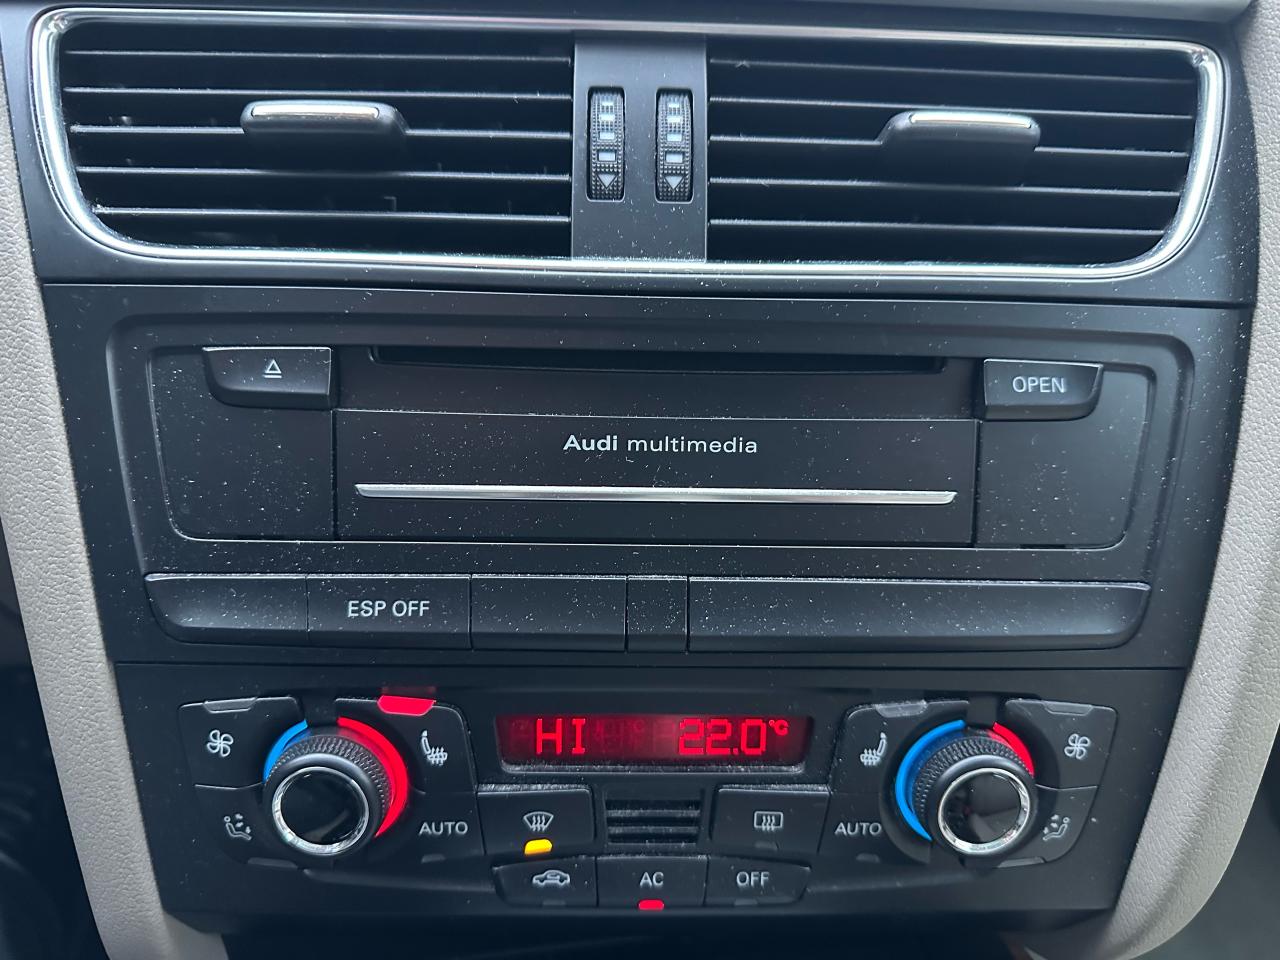 OPEN
Audi multimedia
ESP OFF
HI 22.0°C
AUTO
AUTO
AC
OFF